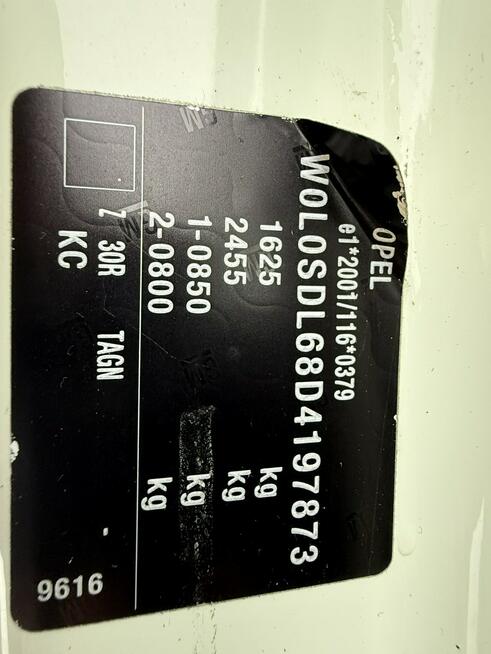 OPEL
e1*2001/116*0379
W0L0SDL68D4197873
1625 kg
2455 kg
1-0850 kg
2-0800 kg
Z 30R TAGN
KC
9616